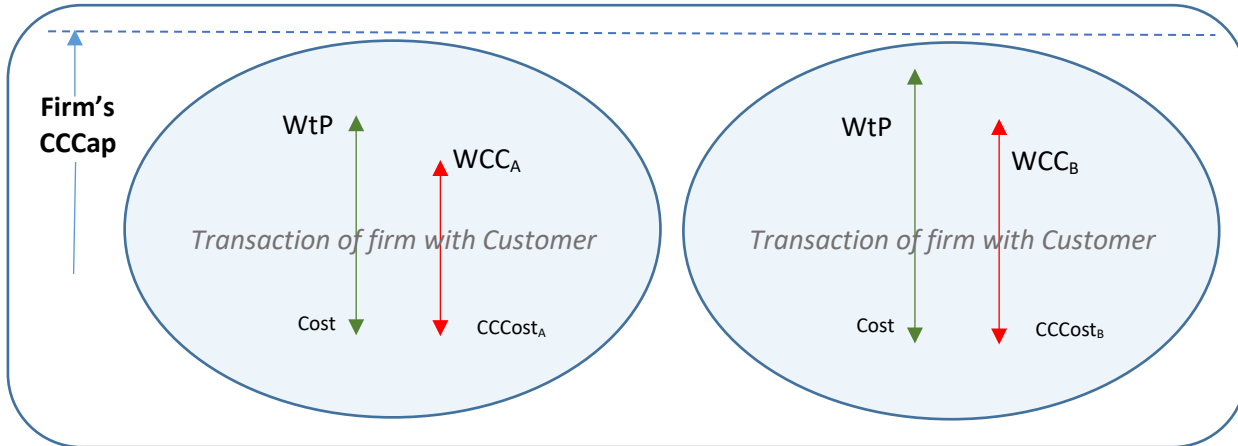 Firm's
CCCap
WtP
WCCA
Transaction of firm with Customer
Cost
CCCostA
WtP
WCCB
Transaction of firm with Customer
Cost
CCCostB